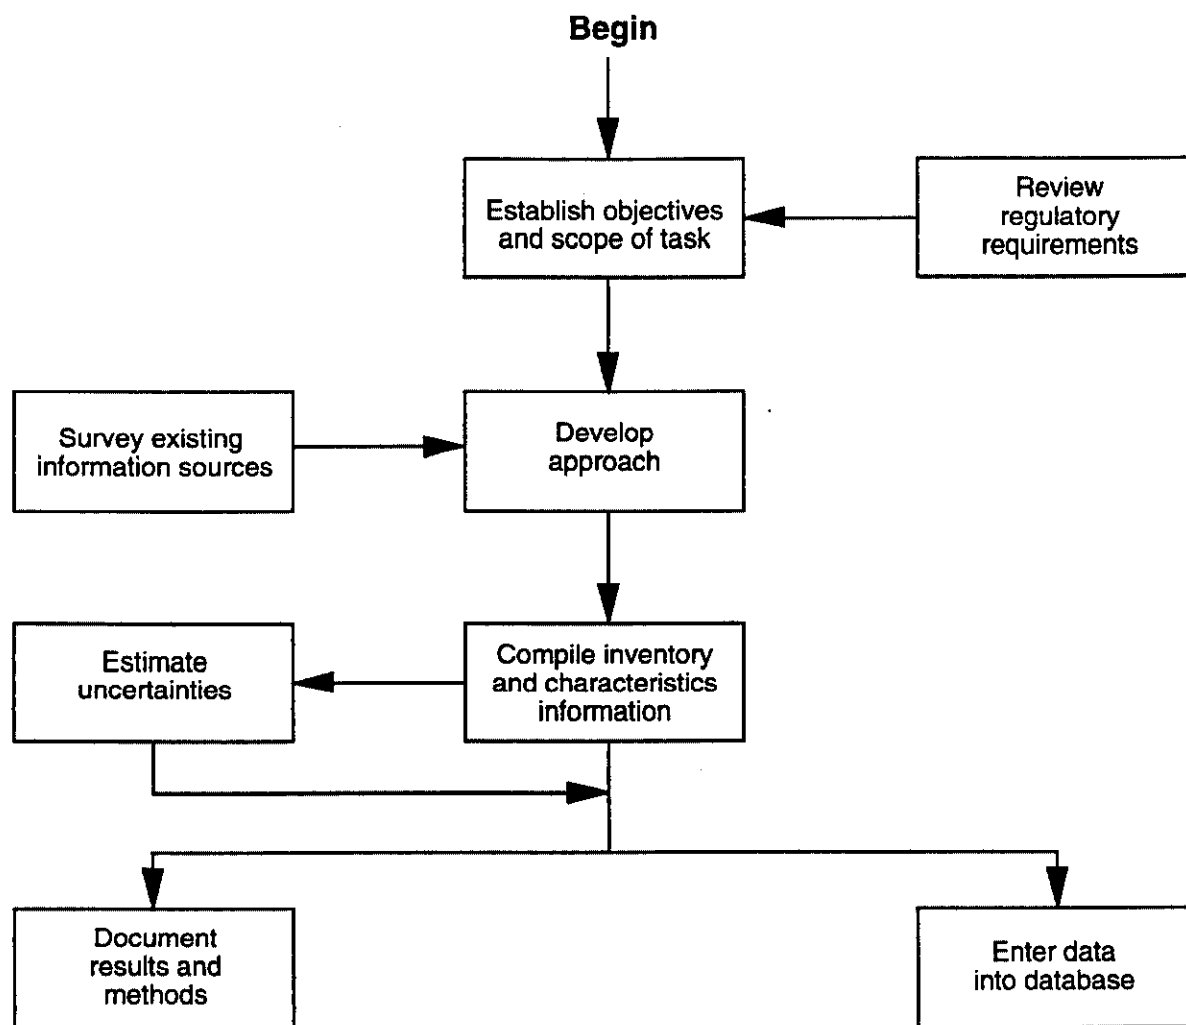 Begin
Establish objectives
and scope of task
Review
regulatory
requirements
Survey existing
information sources
Develop
approach
Estimate
uncertainties
Compile inventory
and characteristics
information
Document
results and
methods
Enter data
into database